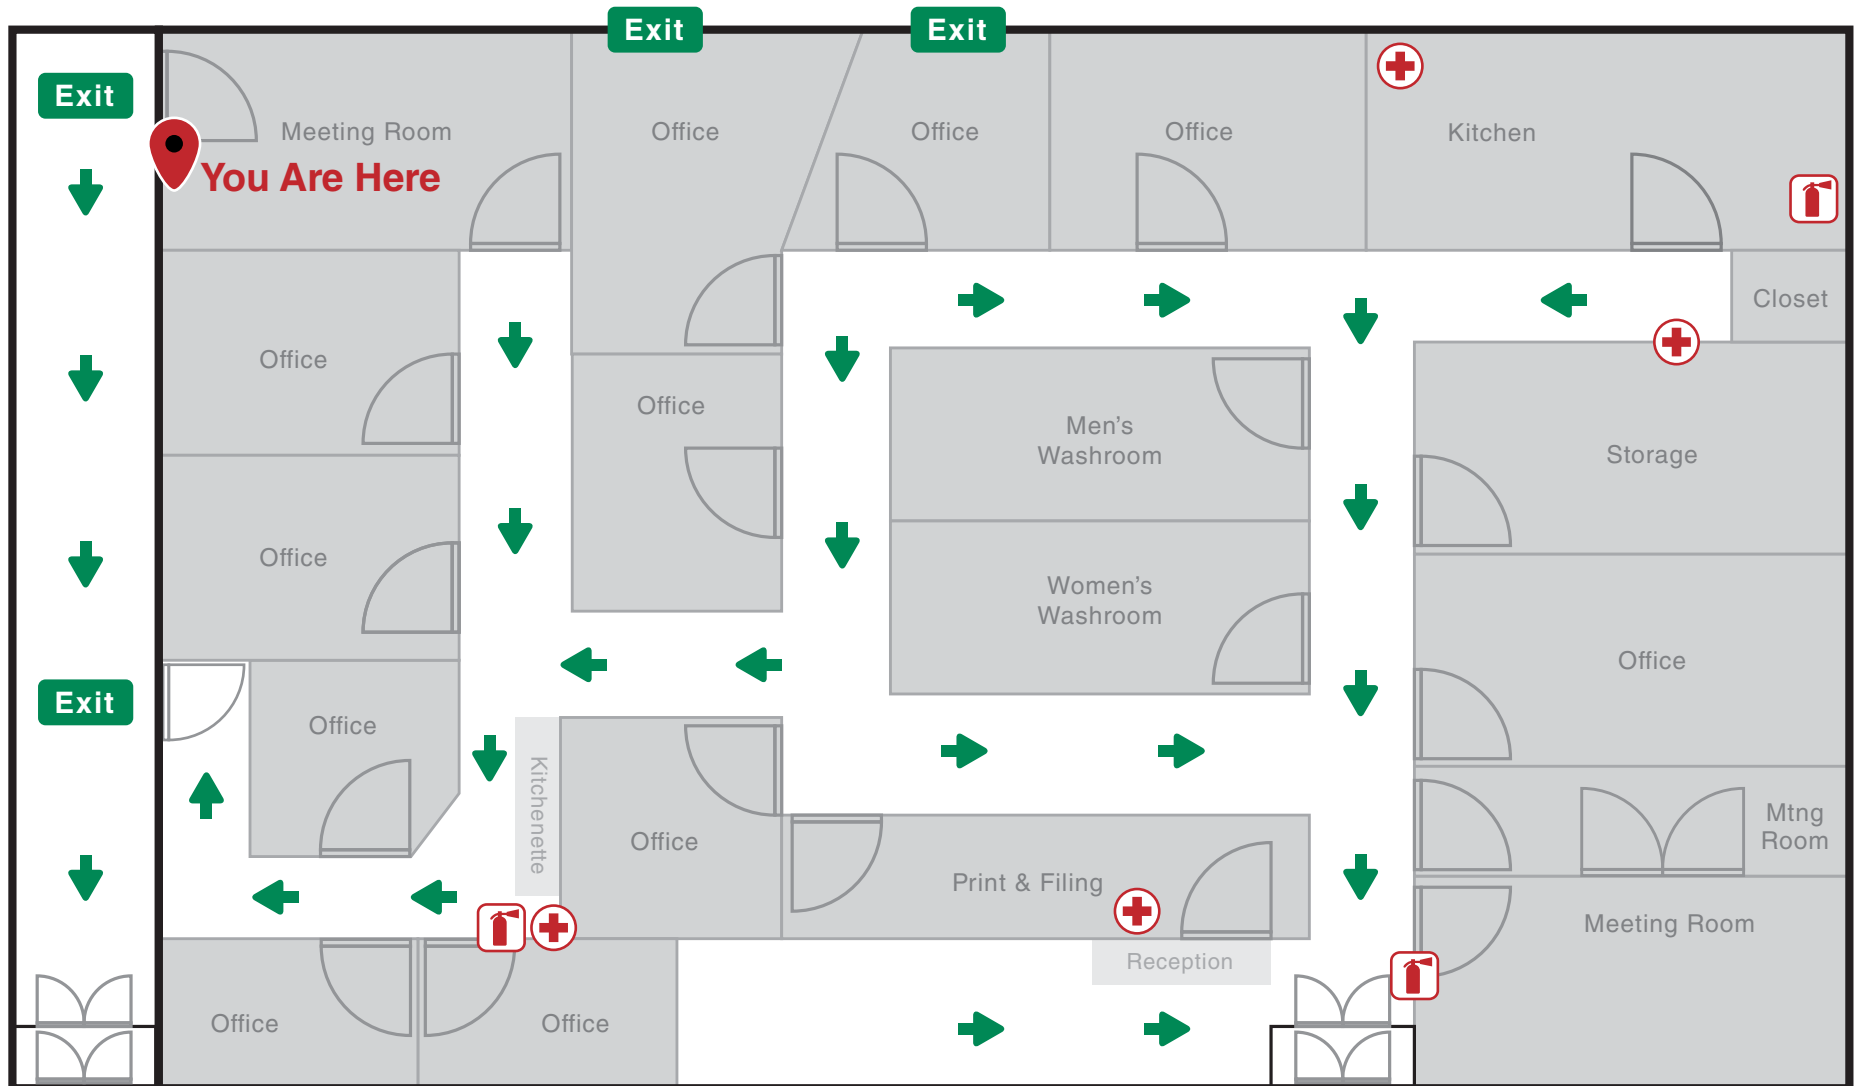 Exit
Exit
Exit
Meeting Room
Office
Office
Office
Kitchen
You Are Here
Closet
Office
Office
Men's
Washroom
Storage
Office
Women's
Washroom
Office
Exit
Office
Kitchenette
Office
Mtng
Room
Print & Filing
Meeting Room
Reception
Office
Office